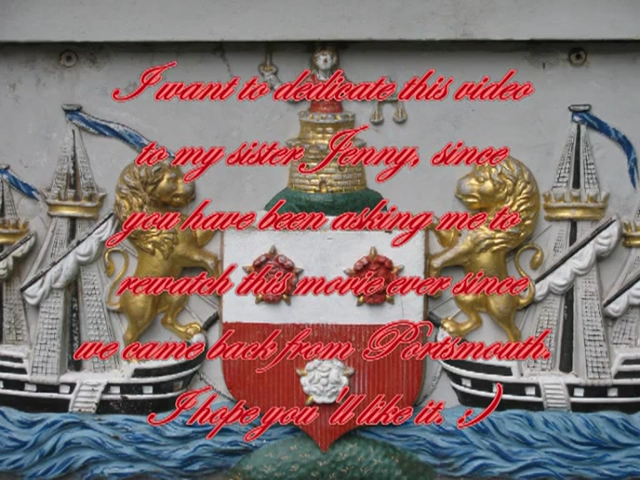 I want to dedicate this video
to my sister Jenny, since
you have been asking me to
rewatch this movie ever since
we came back from Portsmouth.
I hope you'll like it. :)